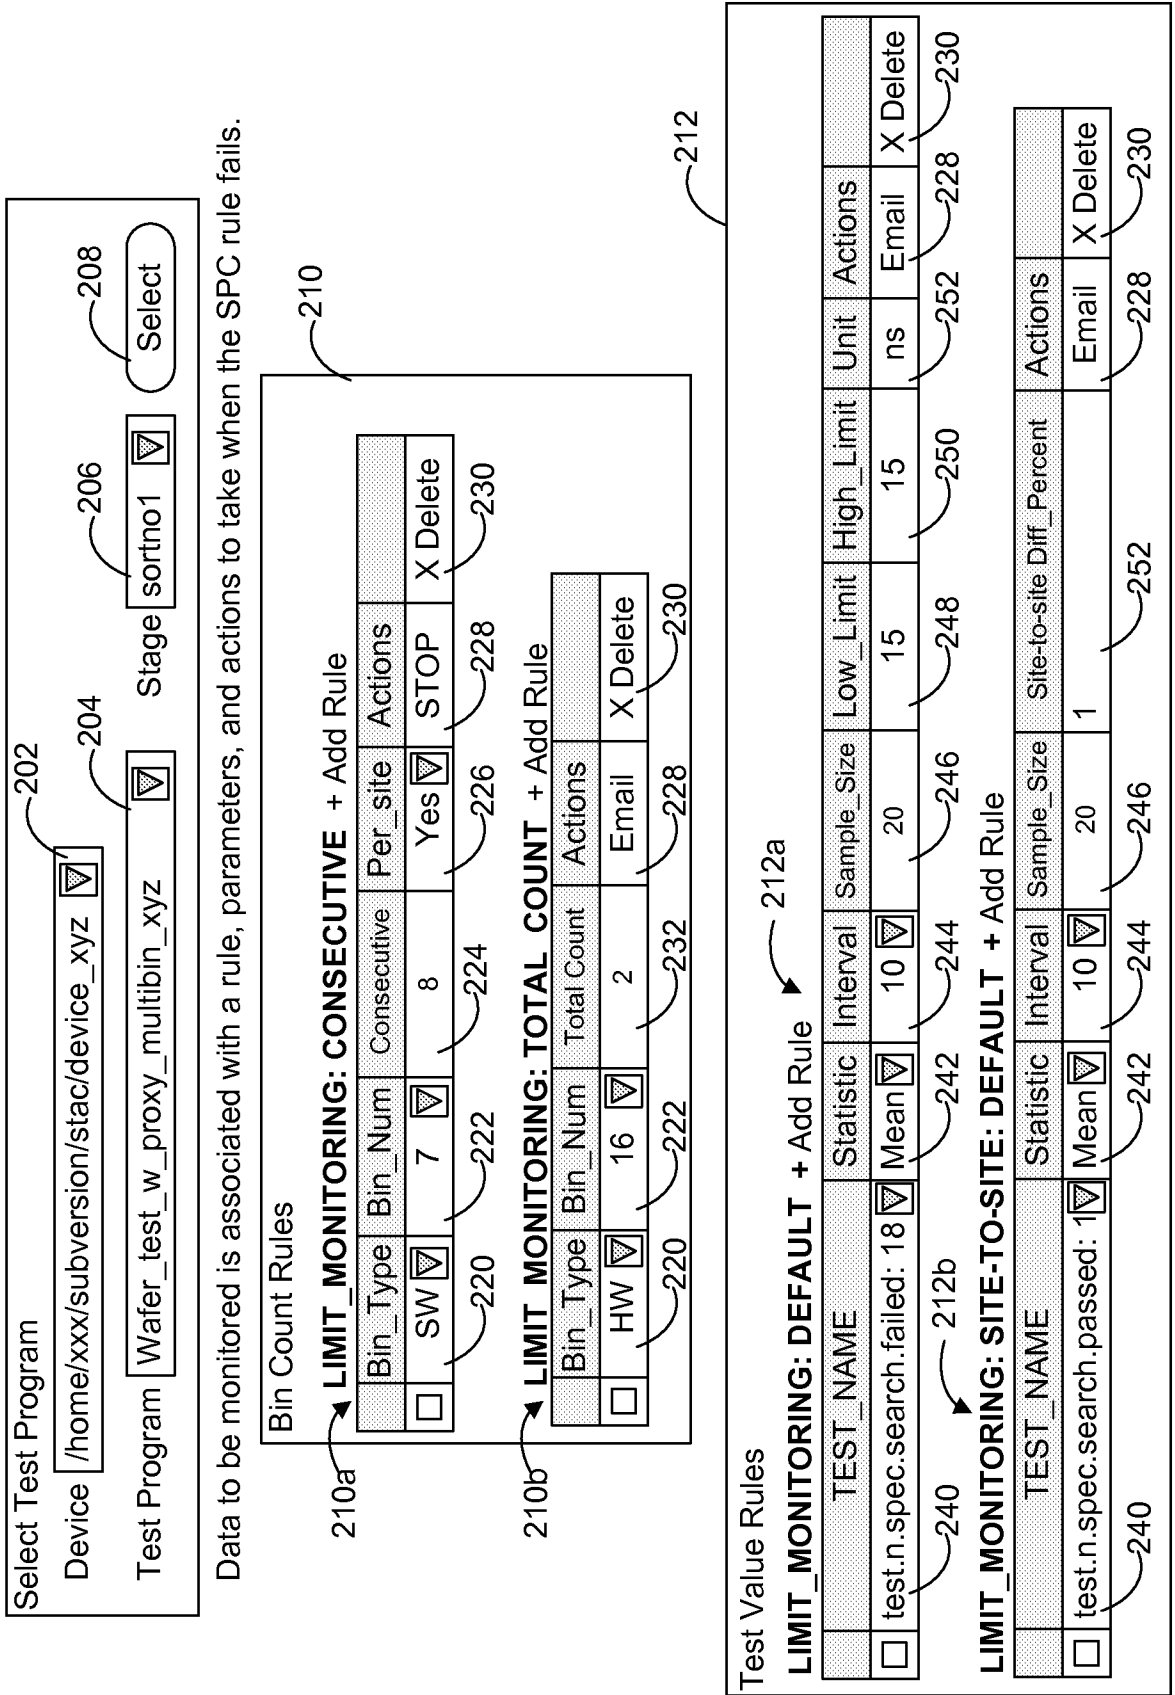 Select Test Program
202
204
206
208
Device /home/xxx/subversion/stac/device_xyz
Test Program Wafer_test_w_proxy_multibin_xyz Stage sortno1 Select
Data to be monitored is associated with a rule, parameters, and actions to take when the SPC rule fails.
210
Bin Count Rules
210a
LIMIT_MONITORING: CONSECUTIVE + Add Rule
Bin_Type Bin_Num Consecutive Per_site Actions
SW 7 8 Yes STOP X Delete
220 222 224 226 228 230
210b
LIMIT MONITORING: TOTAL COUNT + Add Rule
Bin_Type Bin_Num Total Count Actions
HW 16 2 Email X Delete
220 222 232 228 230
212
Test Value Rules
212a
LIMIT_MONITORING: DEFAULT + Add Rule
TEST_NAME Statistic Interval Sample_Size Low_Limit High_Limit Unit Actions
test.n.spec.search.failed: 18 Mean 10 20 15 15 ns Email X Delete
240 242 244 246 248 250 252 228 230
212b
LIMIT_MONITORING: SITE-TO-SITE: DEFAULT + Add Rule
TEST_NAME Statistic Interval Sample_Size Site-to-site Diff_Percent Actions
test.n.spec.search.passed: 1 Mean 10 20 1 Email X Delete
240 242 244 246 252 228 230